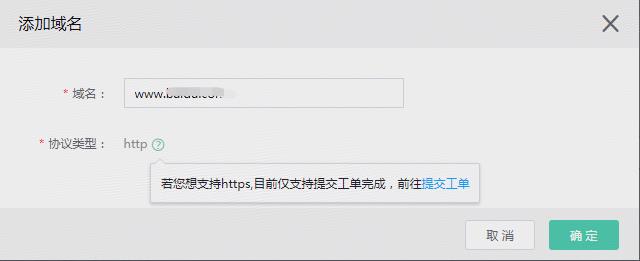 添加域名
* 域名： www.
* 协议类型： http ?
若您想支持https,目前仅支持提交工单完成，前往提交工单
取 消 确 定